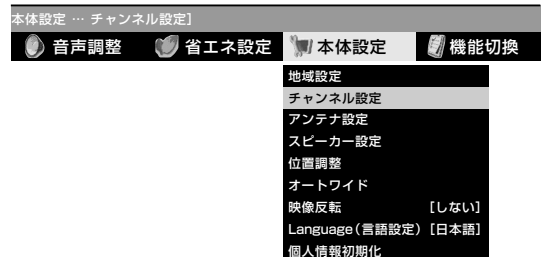 本体設定 … チャンネル設定]
音声調整 省エネ設定 本体設定 機能切換
地域設定
チャンネル設定
アンテナ設定
スピーカー設定
位置調整
オートワイド
映像反転 [しない]
Language(言語設定) [日本語]
個人情報初期化